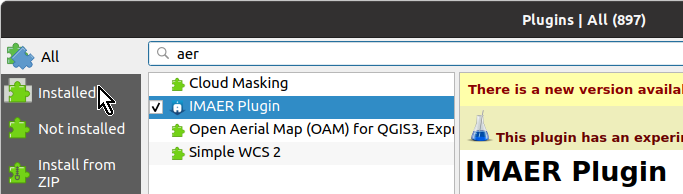 Plugins | All (897)
All
aer
Installed
Not installed
Install from
ZIP
Cloud Masking
IMAER Plugin
Open Aerial Map (OAM) for QGIS3, Expr
Simple WCS 2
There is a new version availa
This plugin has an experi
IMAER Plugin